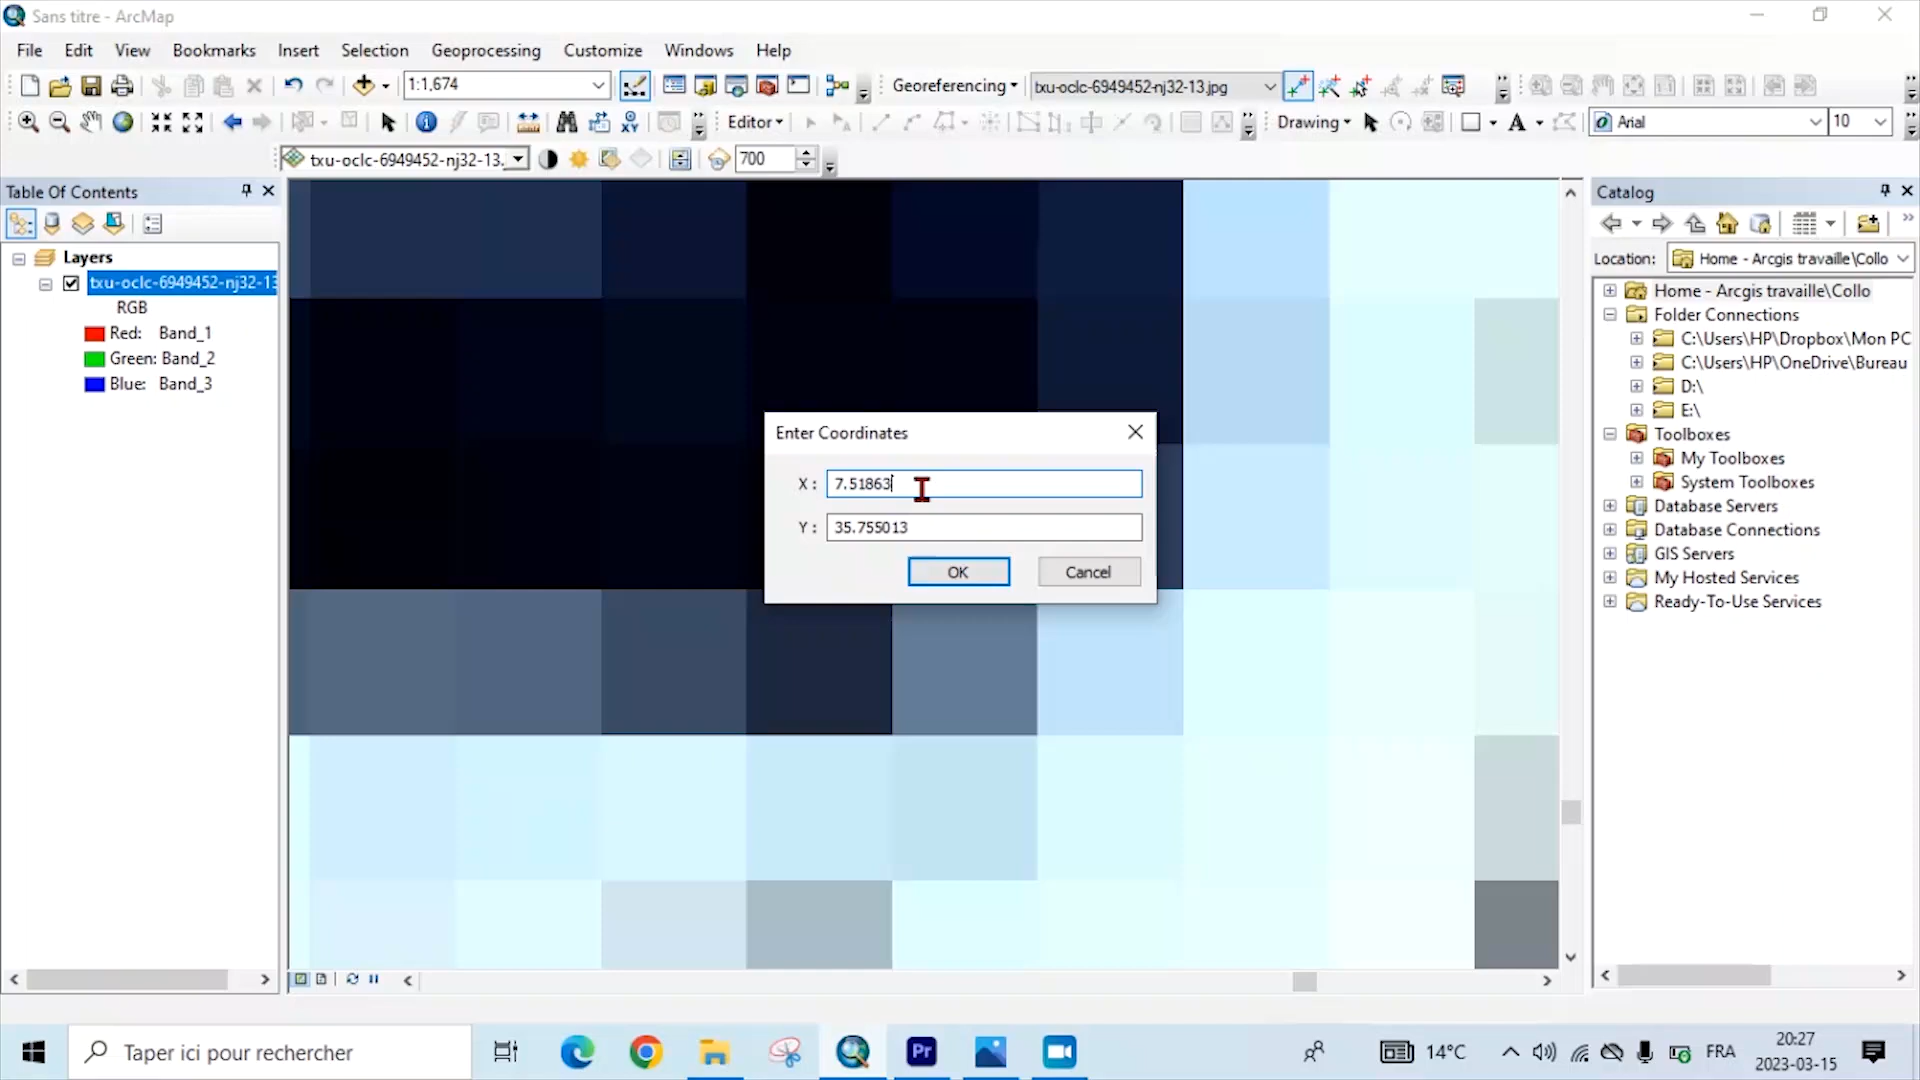 Sans titre - ArcMap
File Edit View Bookmarks Insert Selection Geoprocessing Customize Windows Help
1:1,674
Georeferencing
txu-oclc-6949452-nj32-13.jpg
Editor
Drawing
Arial
10
txu-oclc-6949452-nj32-13.
700
Table Of Contents
Layers
txu-oclc-6949452-nj32-13
RGB
Red: Band_1
Green: Band_2
Blue: Band_3
Enter Coordinates
X: 7.51863
Y: 35.755013
OK
Cancel
Catalog
Location: Home - Arcgis travaille\Collo
Home - Arcgis travaille\Collo
Folder Connections
C:\Users\HP\Dropbox\Mon PC
C:\Users\HP\OneDrive\Bureau
D:\
E:\
Toolboxes
My Toolboxes
System Toolboxes
Database Servers
Database Connections
GIS Servers
My Hosted Services
Ready-To-Use Services
Taper ici pour rechercher
Pr
14°C
FRA
20:27
2023-03-15